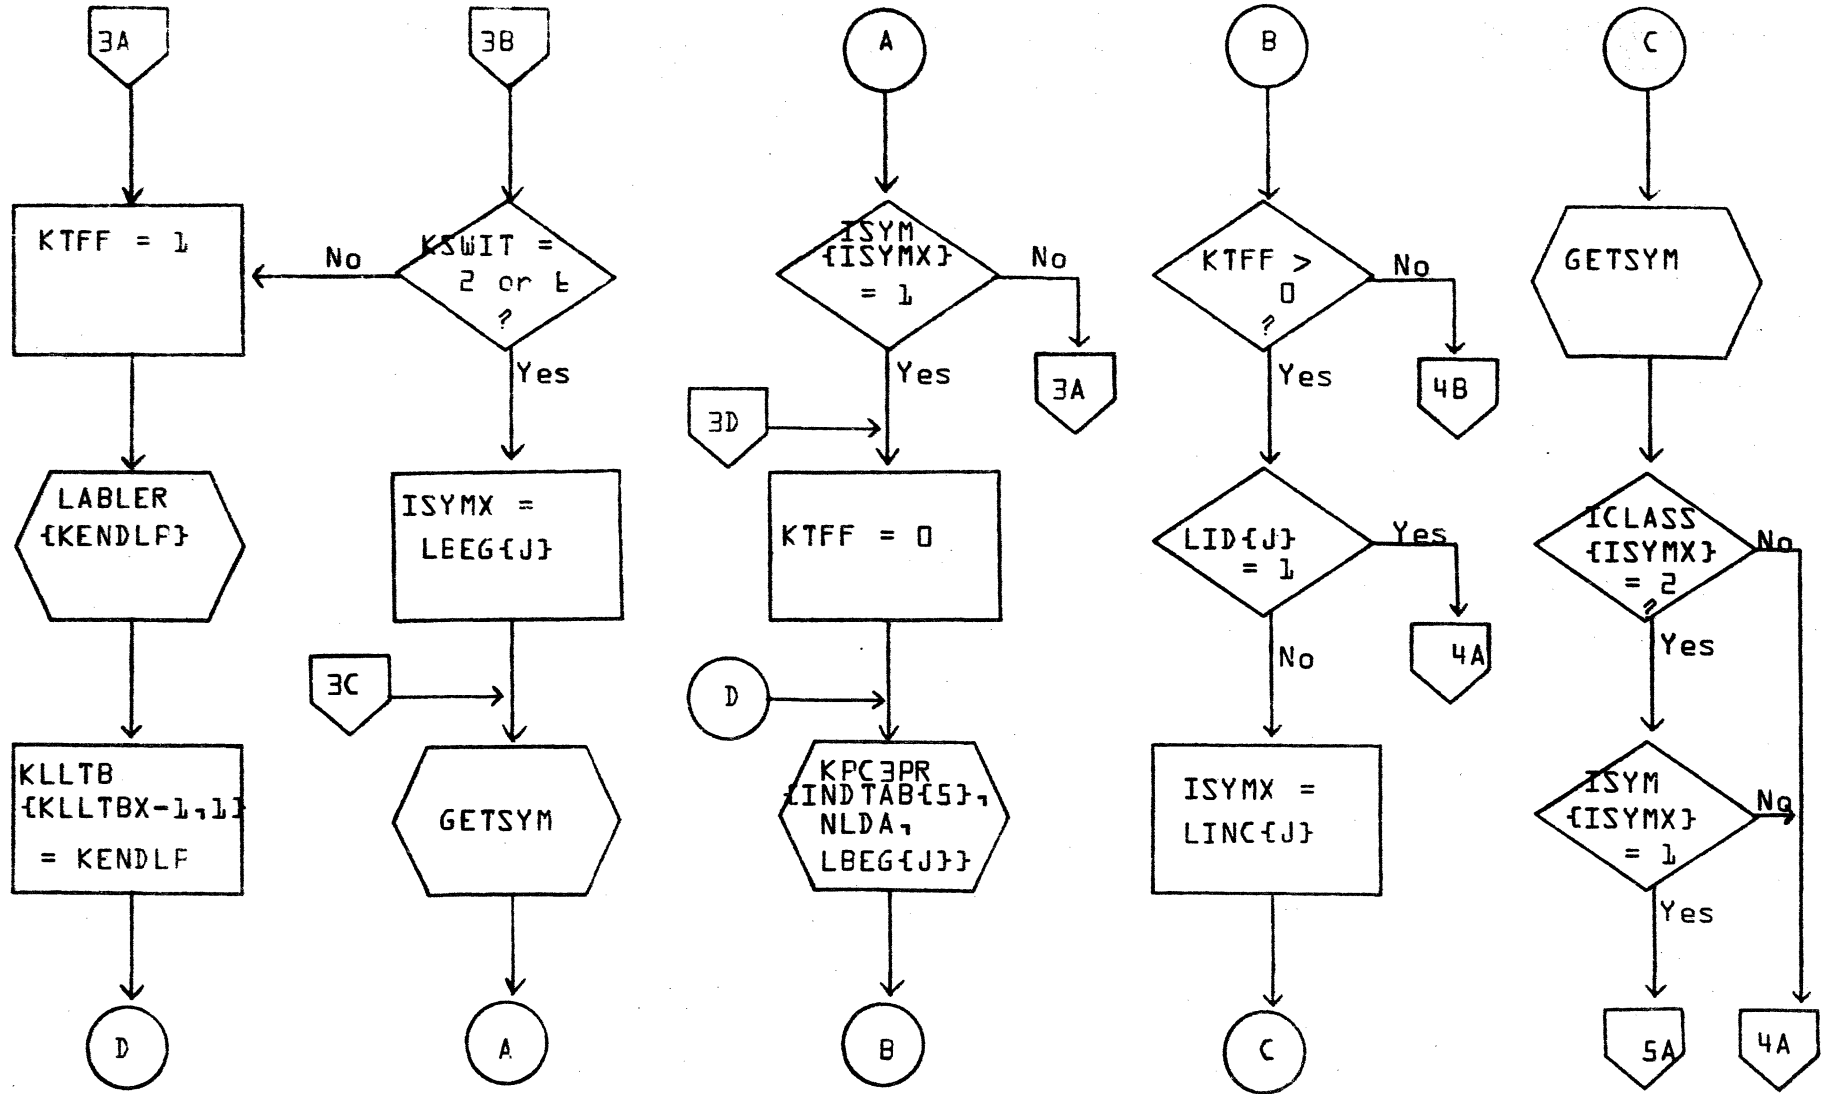 3A
KTFF = 1
LABLER
{KENDLF}
KLLTB
{KLLTBX-1,1}
= KENDLF
D
3B
KSWIT =
2 or
?
No
Yes
ISYMX =
LBEG{J}
3C
GETSYM
A
A
ISYM
{ISYMX}
= 1
No
3A
Yes
3D
KTFF = 0
D
KPC3PR
{INDTAB{5},
NLDA,
LBEG{J}}
B
B
KTFF >
0
?
No
4B
Yes
LID{J}
= 1
Yes
4A
No
ISYMX =
LINC{J}
C
C
GETSYM
ICLASS
{ISYMX}
= 2
?
No
Yes
ISYM
{ISYMX}
= 1
No
Yes
5A
4A